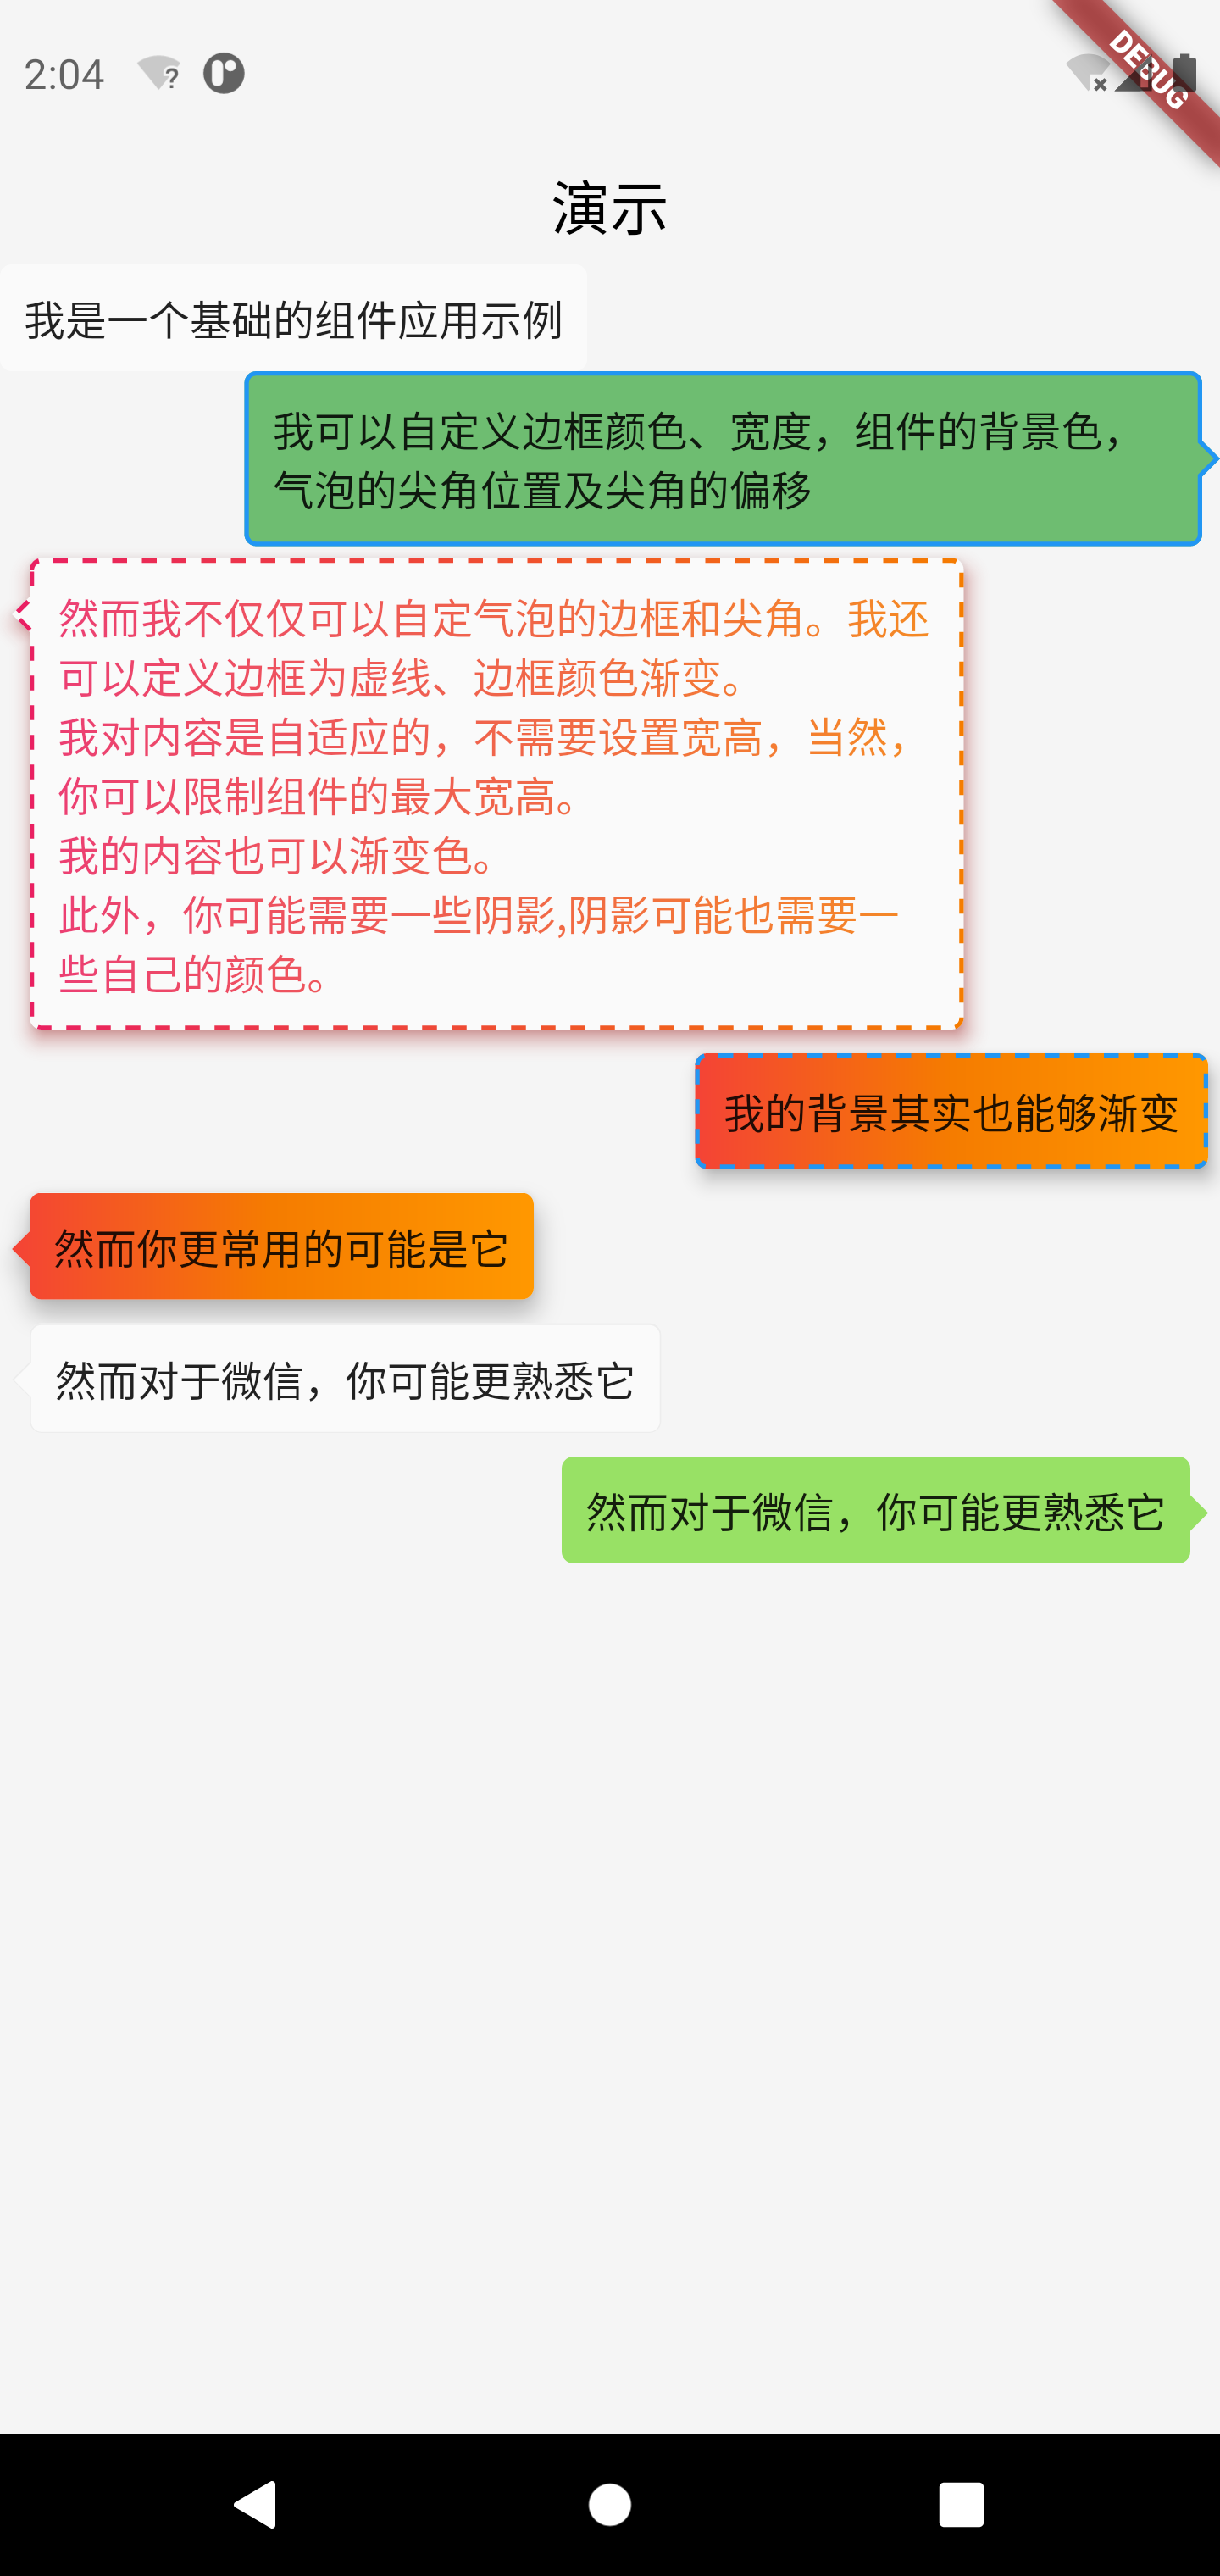 2:04
DEBUG
演示
我是一个基础的组件应用示例
我可以自定义边框颜色、宽度，组件的背景色，
气泡的尖角位置及尖角的偏移
然而我不仅仅可以自定气泡的边框和尖角。我还
可以定义边框为虚线、边框颜色渐变。
我对内容是自适应的，不需要设置宽高，当然，
你可以限制组件的最大宽高。
我的内容也可以渐变色。
此外，你可能需要一些阴影,阴影可能也需要一
些自己的颜色。
我的背景其实也能够渐变
然而你更常用的可能是它
然而对于微信，你可能更熟悉它
然而对于微信，你可能更熟悉它